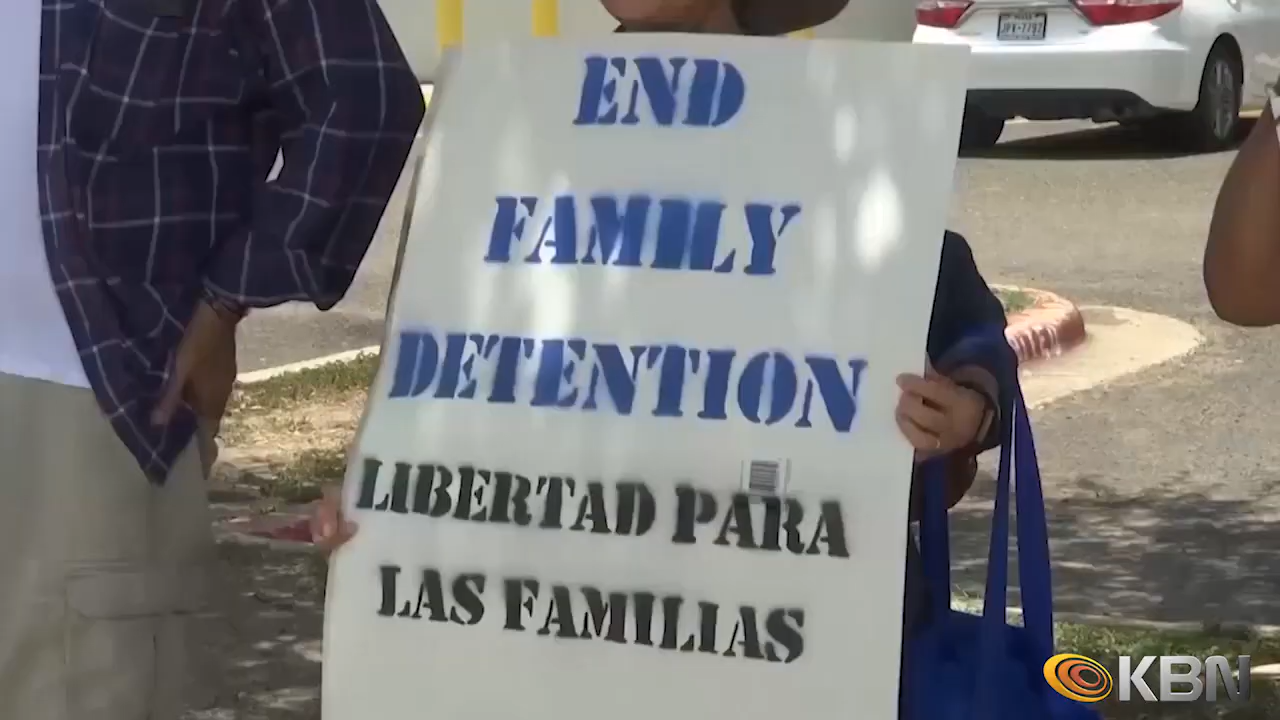 END
FAMILY
DETENTION
LIBERTAD PARA
LAS FAMILIAS
KBN